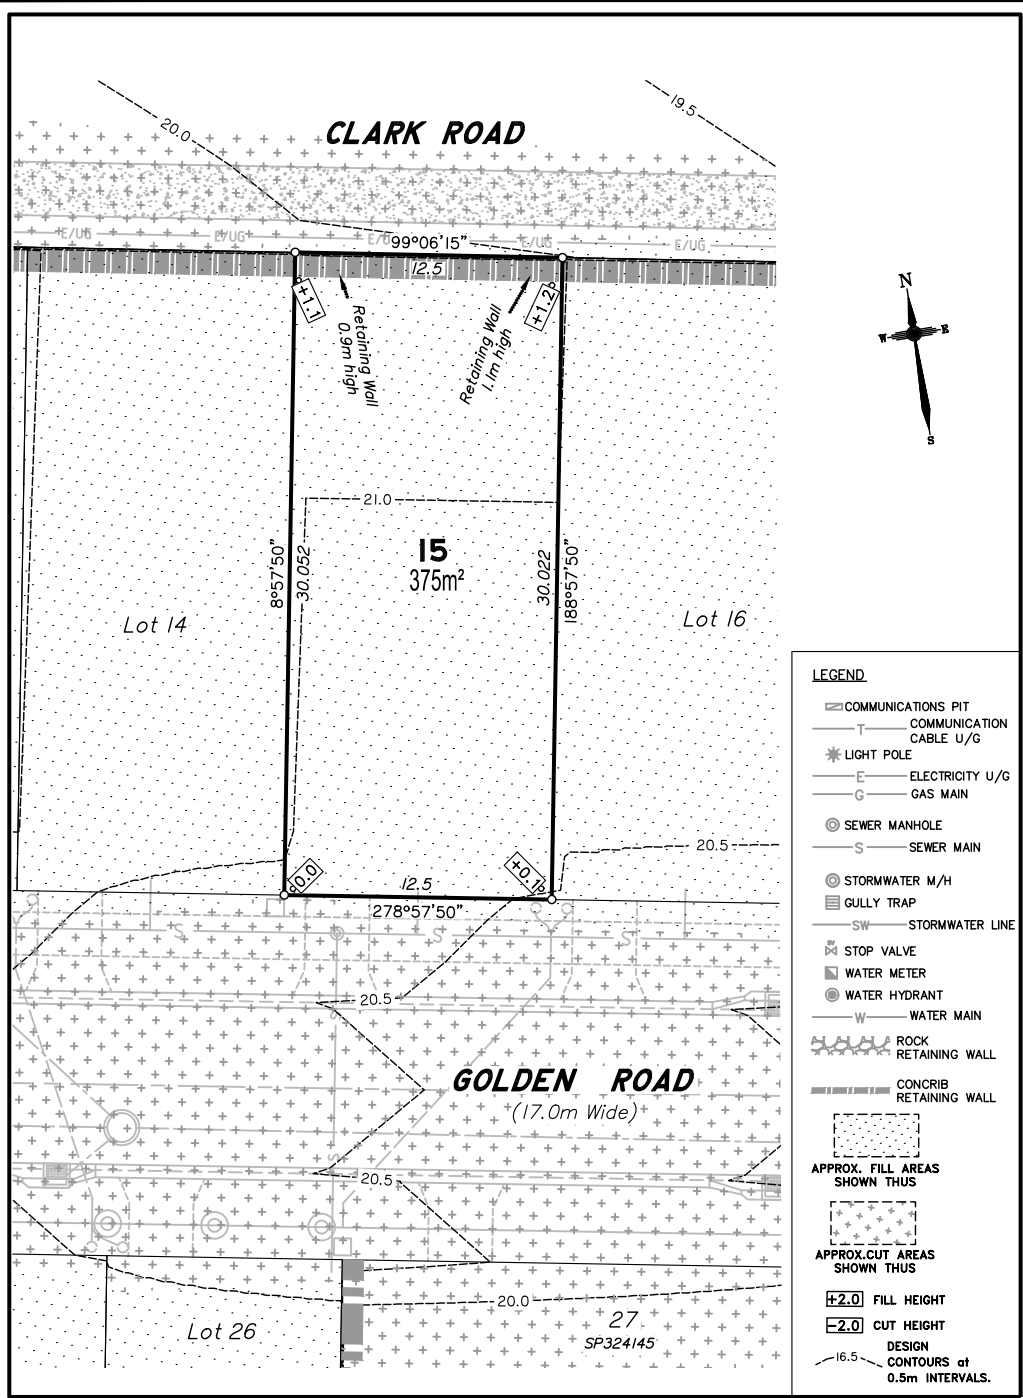 19.5
20.0
CLARK ROAD
E/UG
E/UG
E/UG
E/UG
E/UG
99°06'15"
12.5
+1.1
Retaining Wall
0.9m high
Retaining Wall
1.1m high
+1.2
N
W
E
S
21.0
15
375m²
8°57'50"
30.052
30.022
188°57'50"
Lot 14
Lot 16
20.5
0.0
12.5
+0.1
278°57'50"
S
S
S
20.5
GOLDEN ROAD
(17.0m Wide)
S
20.5
20.0
Lot 26
27
SP324145
LEGEND
COMMUNICATIONS PIT
T
COMMUNICATION
CABLE U/G
LIGHT POLE
E
ELECTRICITY U/G
G
GAS MAIN
SEWER MANHOLE
S
SEWER MAIN
STORMWATER M/H
GULLY TRAP
SW
STORMWATER LINE
SV
STOP VALVE
WATER METER
WATER HYDRANT
W
WATER MAIN
ROCK
RETAINING WALL
CONCRIB
RETAINING WALL
APPROX. FILL AREAS
SHOWN THUS
APPROX.CUT AREAS
SHOWN THUS
+2.0 FILL HEIGHT
-2.0 CUT HEIGHT
16.5
DESIGN
CONTOURS at
0.5m INTERVALS.